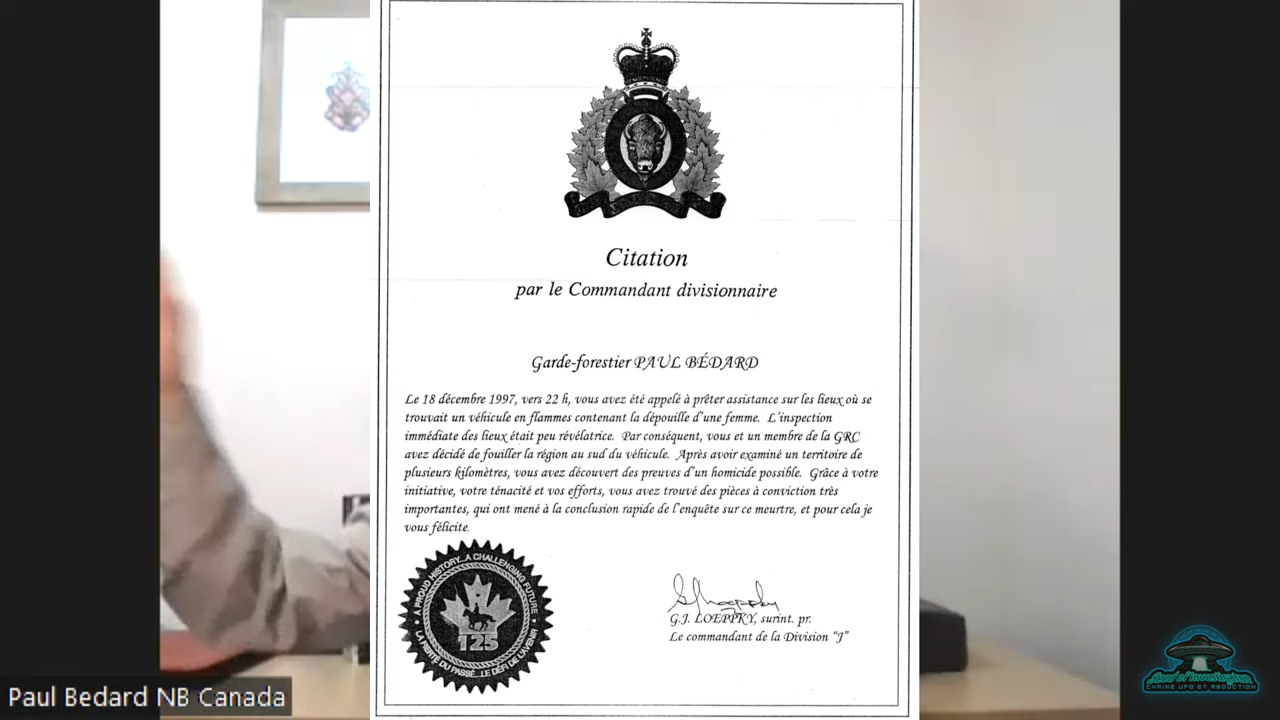 Citation
par le Commandant divisionnaire
Garde-forestier PAUL BÉDARD
Le 18 décembre 1997, vers 22 h, vous avez été appelé à prêter assistance sur les lieux où se
trouvait un véhicule en flammes contenant la dépouille d'une femme. L'inspection
immédiate des lieux était peu révélatrice. Par conséquent, vous et un membre de la GRC
avez décidé de fouiller la région au sud du véhicule. Après avoir examiné un territoire de
plusieurs kilomètres, vous avez découvert des preuves d'un homicide possible. Grâce à votre
initiative, votre ténacité et vos efforts, vous avez trouvé des pièces à conviction très
importantes, qui ont mené à la conclusion rapide de l'enquête sur ce meurtre, et pour cela je
vous félicite.
A PROUD HISTORY...A CHALLENGING FUTURE
125
LA FIERTÉ DU PASSÉ...LE DÉFI DE L'AVENIR
G.J. LOEPPKY, surint. pr.
Le commandant de la Division "J"
Paul Bedard NB Canada
CHAINE UFO ET ABDUCTION